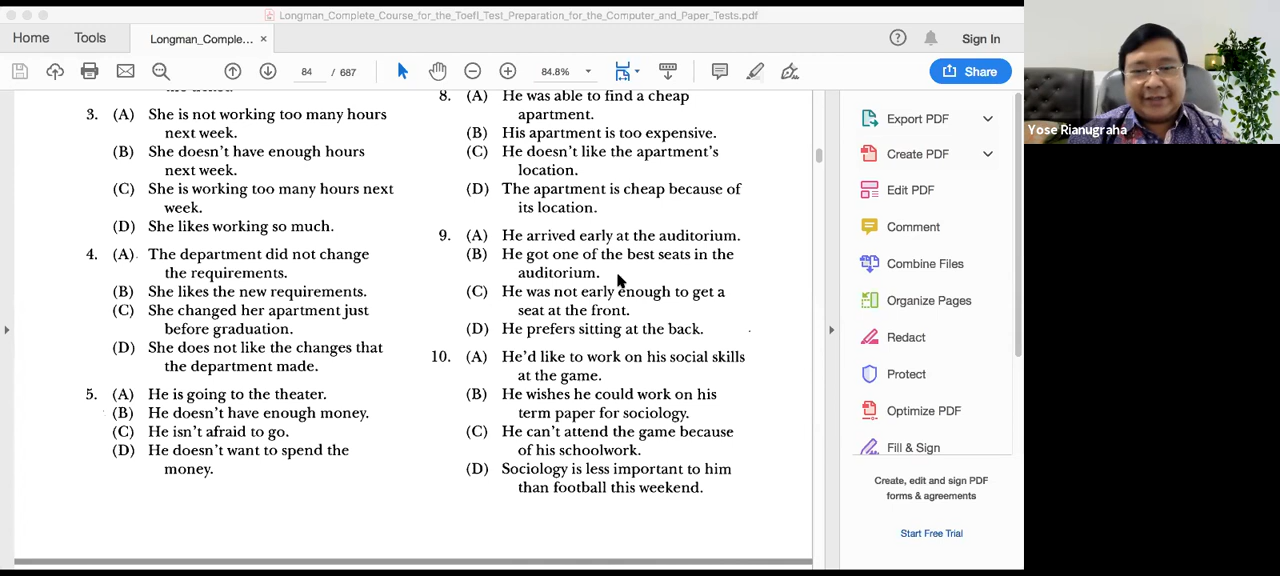 Longman_Complete_Course_for_the_Toefl_Test_Preparation_for_the_Computer_and_Paper_Tests.pdf
Home Tools Longman_Comple... × Sign In
84 / 687 84.8% Share
3. (A) She is not working too many hours
next week.
(B) She doesn't have enough hours
next week.
(C) She is working too many hours next
week.
(D) She likes working so much.
4. (A) The department did not change
the requirements.
(B) She likes the new requirements.
(C) She changed her apartment just
before graduation.
(D) She does not like the changes that
the department made.
5. (A) He is going to the theater.
(B) He doesn't have enough money.
(C) He isn't afraid to go.
(D) He doesn't want to spend the
money.
8. (A) He was able to find a cheap
apartment.
(B) His apartment is too expensive.
(C) He doesn't like the apartment's
location.
(D) The apartment is cheap because of
its location.
9. (A) He arrived early at the auditorium.
(B) He got one of the best seats in the
auditorium.
(C) He was not early enough to get a
seat at the front.
(D) He prefers sitting at the back.
10. (A) He'd like to work on his social skills
at the game.
(B) He wishes he could work on his
term paper for sociology.
(C) He can't attend the game because
of his schoolwork.
(D) Sociology is less important to him
than football this weekend.
Export PDF
Create PDF
Edit PDF
Comment
Combine Files
Organize Pages
Redact
Protect
Optimize PDF
Fill & Sign
Create, edit and sign PDF
forms & agreements
Start Free Trial
Yose Rianugraha